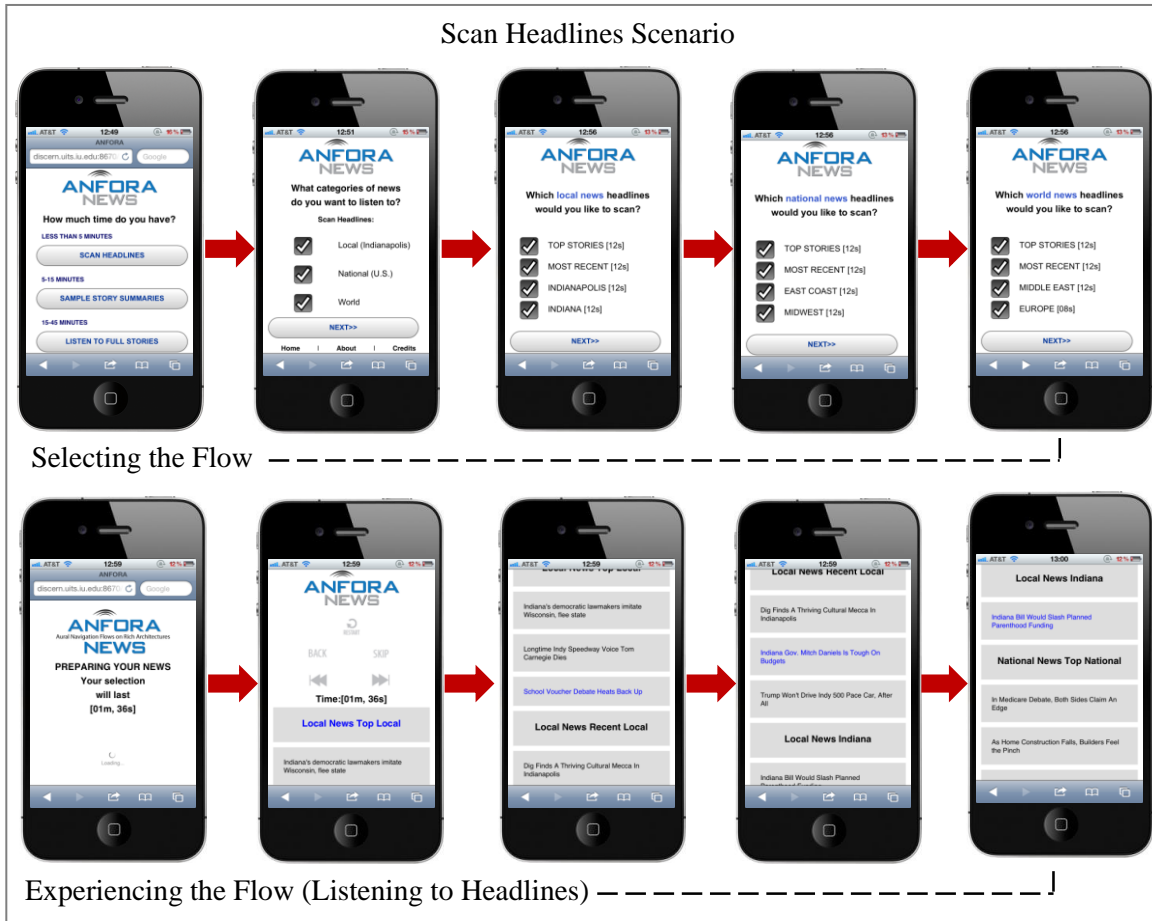 Scan Headlines Scenario
AT&T 12:49 15%
ANFORA
discern.uits.iu.edu:8670 Google
ANFORA
NEWS
How much time do you have?
LESS THAN 5 MINUTES
SCAN HEADLINES
5-15 MINUTES
SAMPLE STORY SUMMARIES
15-45 MINUTES
LISTEN TO FULL STORIES
AT&T 12:51 15%
ANFORA
NEWS
What categories of news
do you want to listen to?
Scan Headlines:
Local (Indianapolis)
National (U.S.)
World
NEXT>>
Home | About | Credits
AT&T 12:56 13%
ANFORA
NEWS
Which local news headlines
would you like to scan?
TOP STORIES [12s]
MOST RECENT [12s]
INDIANAPOLIS [12s]
INDIANA [12s]
NEXT>>
AT&T 12:56
ANFORA
NEWS
Which national news headlines
would you like to scan?
TOP STORIES [12s]
MOST RECENT [12s]
EAST COAST [12s]
MIDWEST [12s]
NEXT>>
AT&T 12:56 13%
ANFORA
NEWS
Which world news headlines
would you like to scan?
TOP STORIES [12s]
MOST RECENT [12s]
MIDDLE EAST [12s]
EUROPE [08s]
NEXT>>
Selecting the Flow
AT&T 12:59 12%
ANFORA
discern.uits.iu.edu:8670 Google
ANFORA
Aural Navigation Flows on Rich Architectures
NEWS
PREPARING YOUR NEWS
Your selection
will last
[01m, 36s]
Loading...
AT&T 12:59 12%
ANFORA
NEWS
RESTART
BACK SKIP
Time:[01m, 36s]
Local News Top Local
Indiana's democratic lawmakers imitate
Wisconsin, flee state
AT&T 12:59 12%
Local News Top Local
Indiana's democratic lawmakers imitate
Wisconsin, flee state
Longtime Indy Speedway Voice Tom
Carnegie Dies
School Voucher Debate Heats Back Up
Local News Recent Local
Dig Finds A Thriving Cultural Mecca In
Indianapolis
AT&T 12:59 12%
Local News Recent Local
Dig Finds A Thriving Cultural Mecca In
Indianapolis
Indiana Gov. Mitch Daniels Is Tough On
Budgets
Trump Won't Drive Indy 500 Pace Car, After
All
Local News Indiana
Indiana Bill Would Slash Planned
Parenthood Funding
AT&T 13:00 12%
Local News Indiana
Indiana Bill Would Slash Planned
Parenthood Funding
National News Top National
In Medicare Debate, Both Sides Claim An
Edge
As Home Construction Falls, Builders Feel
the Pinch
Experiencing the Flow (Listening to Headlines)